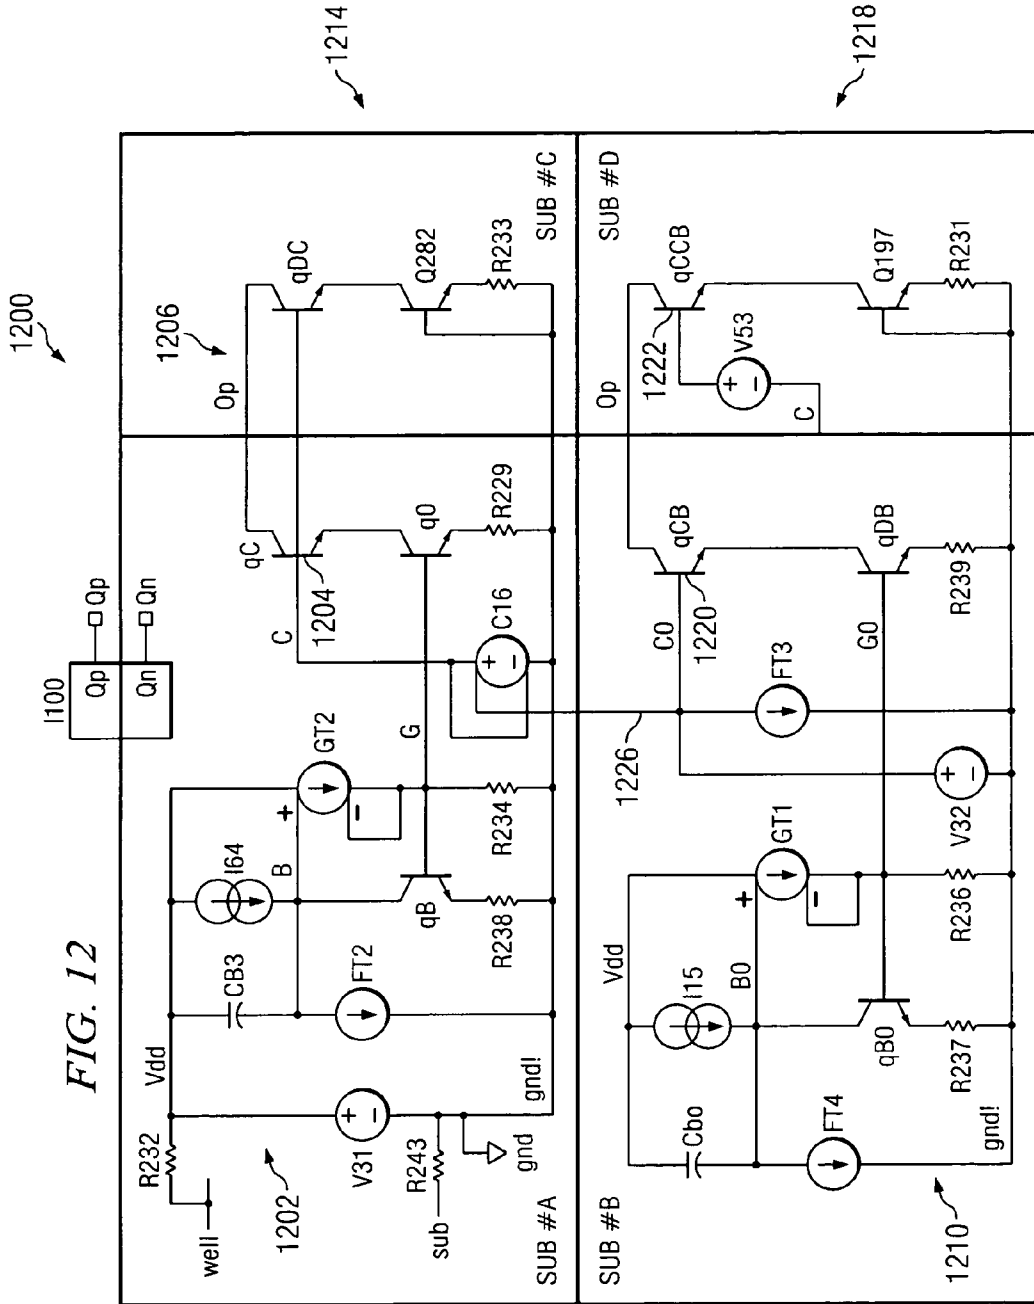 FIG. 12
1200
I100
Qp
Qp
Qn
Qn
1214
1218
SUB #A
well
R232
Vdd
1202
V31
+
−
R243
sub
gnd
gnd!
CB3
FT2
I64
B
qB
R238
+
GT2
−
R234
G
C
C16
+
−
qC
1204
q0
R229
Op
1206
qDC
Q282
R233
SUB #C
SUB #B
Vdd
Cbo
FT4
gnd!
1210
I15
B0
qB0
R237
+
GT1
−
R236
1226
V32
+
−
FT3
C0
G0
qCB
1220
qDB
R239
Op
1222
qCCB
V53
+
−
C
Q197
R231
SUB #D